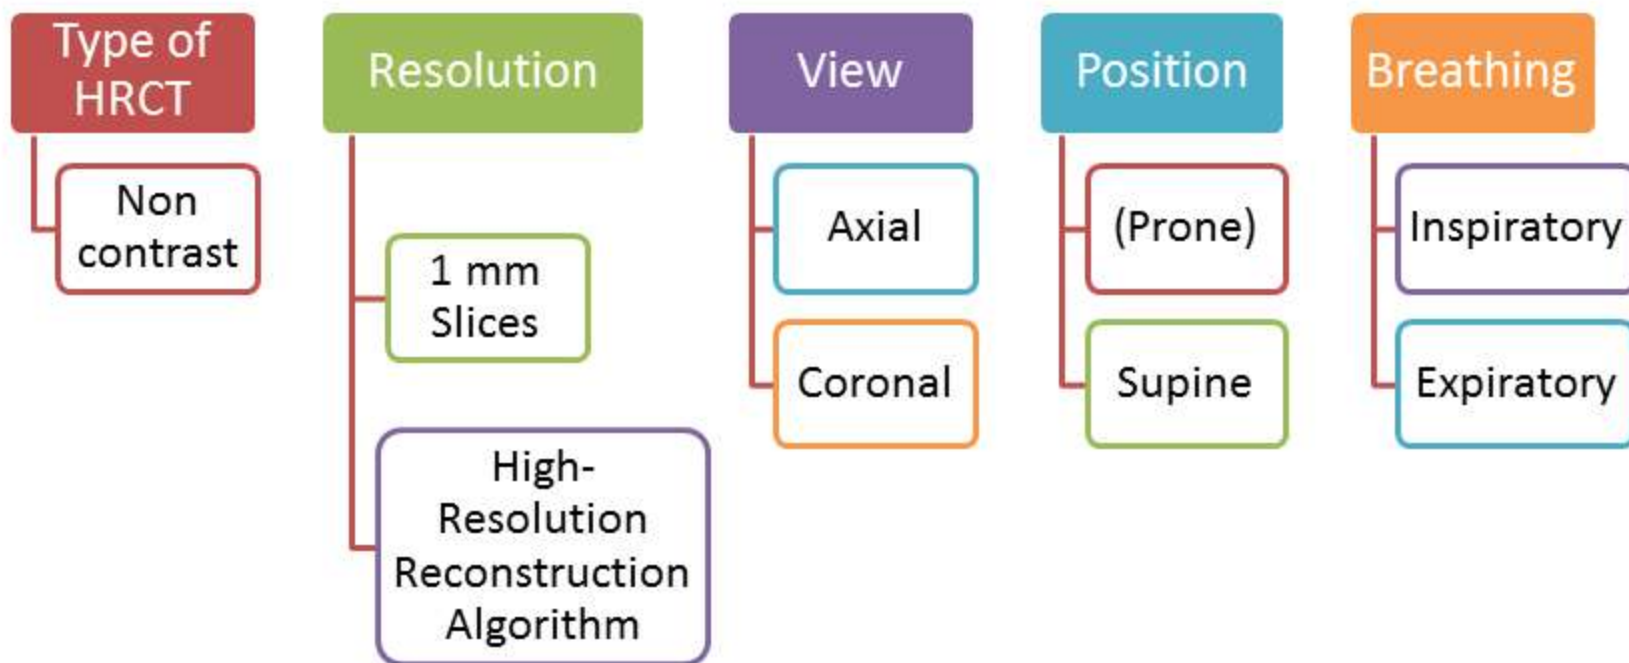 Type of
HRCT
Non
contrast
Resolution
1 mm
Slices
High-
Resolution
Reconstruction
Algorithm
View
Axial
Coronal
Position
(Prone)
Supine
Breathing
Inspiratory
Expiratory